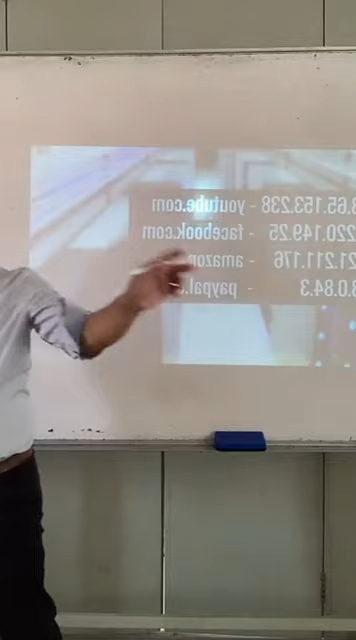 .65.153.238 - youtube.com
220.149.25 - facebook.com
21.211.176 - amazon
.0.84.3 - paypal.